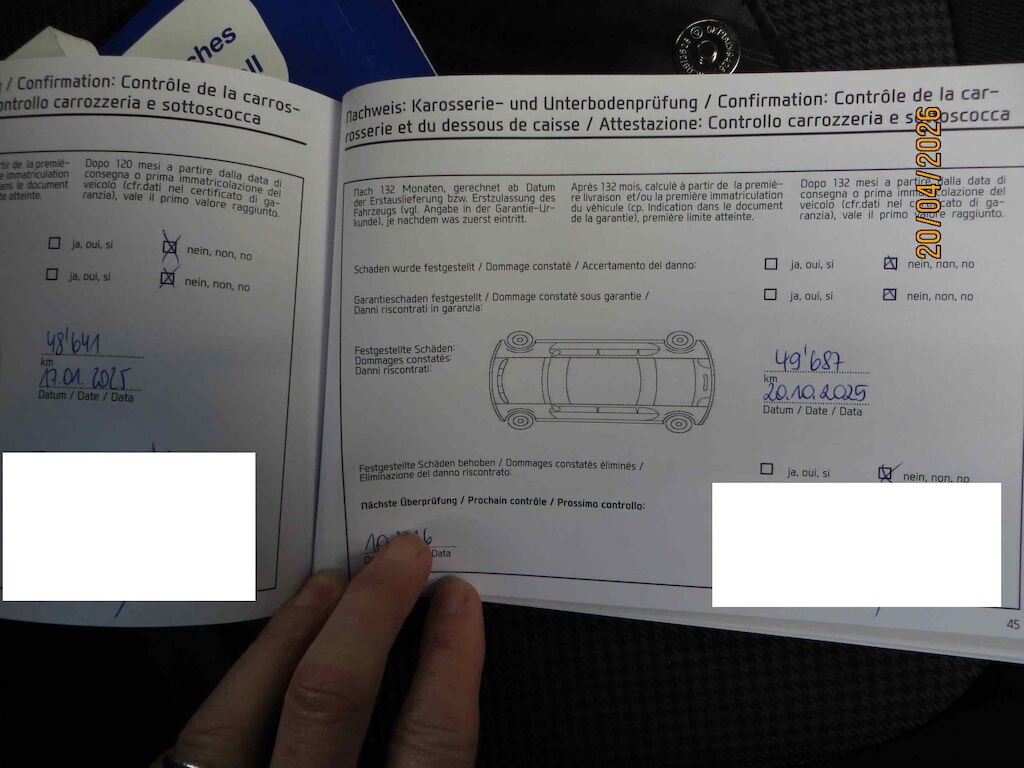 ches
ll
/ Confirmation: Contrôle de la carros-
ontrollo carrozzeria e sottoscocca
rtir de la premiè-
immatriculation
ans le document
te atteinte.
Dopo 120 mesi a partire dalla data di
consegna o prima immatricolazione del
veicolo (cfr.dati nel certificato di ga-
ranzia), vale il primo valore raggiunto.
ja, oui, si
nein, non, no
ja, oui, si
nein, non, no
48'641
km
17.01.2025
Datum / Date / Data
Nachweis: Karosserie- und Unterbodenprüfung / Confirmation: Contrôle de la car-
rosserie et du dessous de caisse / Attestazione: Controllo carrozzeria e sottoscocca
Nach 132 Monaten, gerechnet ab Datum
der Erstauslieferung bzw. Erstzulassung des
Fahrzeugs (vgl. Angabe in der Garantie-Ur-
kunde), je nachdem was zuerst eintritt.
Après 132 mois, calculé à partir de la premiè-
re livraison et/ou la première immatriculation
du véhicule (cp. Indication dans le document
de la garantie), première limite atteinte.
Dopo 132 mesi a partire dalla data di
consegna o prima immatricolazione del
veicolo (cfr.dati nel certificato di ga-
ranzia), vale il primo valore raggiunto.
Schaden wurde festgestellt / Dommage constaté / Accertamento del danno:
ja, oui, si
nein, non, no
Garantieschaden festgestellt / Dommage constaté sous garantie /
Danni riscontrati in garanzia:
ja, oui, si
nein, non, no
Festgestellte Schäden:
Dommages constatés:
Danni riscontrati:
49'687
km
20.10.2025
Datum / Date / Data
Festgestellte Schäden behoben / Dommages constatés éliminés /
Eliminazione del danno riscontrato:
ja, oui, si
nein, non, no
Nächste Überprüfung / Prochain contrôle / Prossimo controllo:
Data
45
20/04/2026